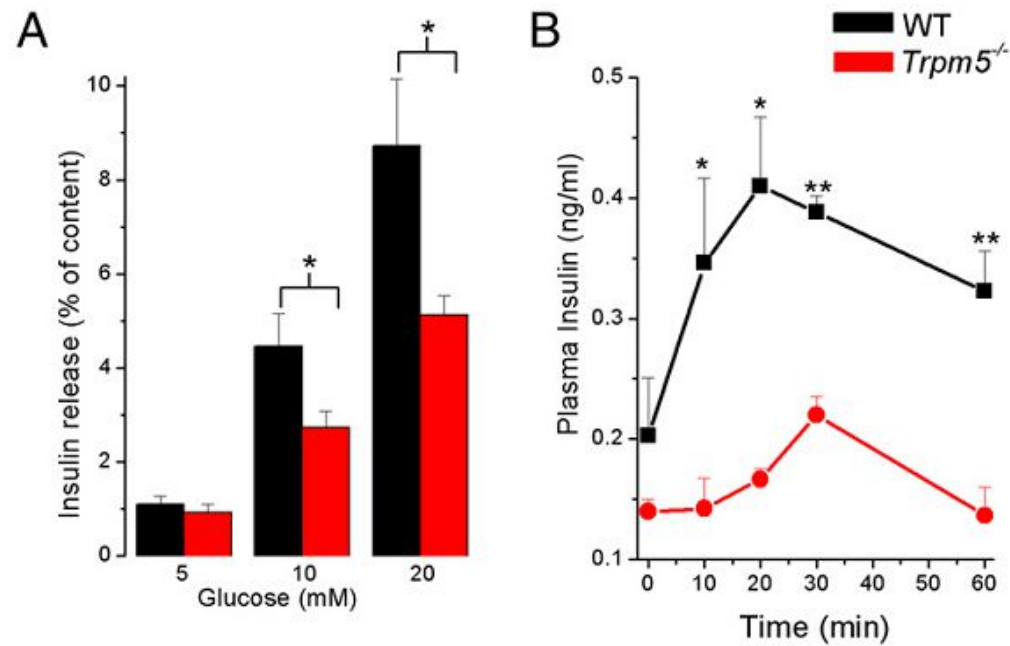 A
Insulin release (% of content)
10
8
6
4
2
0
*
*
5 10 20
Glucose (mM)
B
WT
Trpm5-/-
Plasma Insulin (ng/ml)
0.5
0.4
0.3
0.2
0.1
*
*
**
**
0 10 20 30 40 50 60
Time (min)